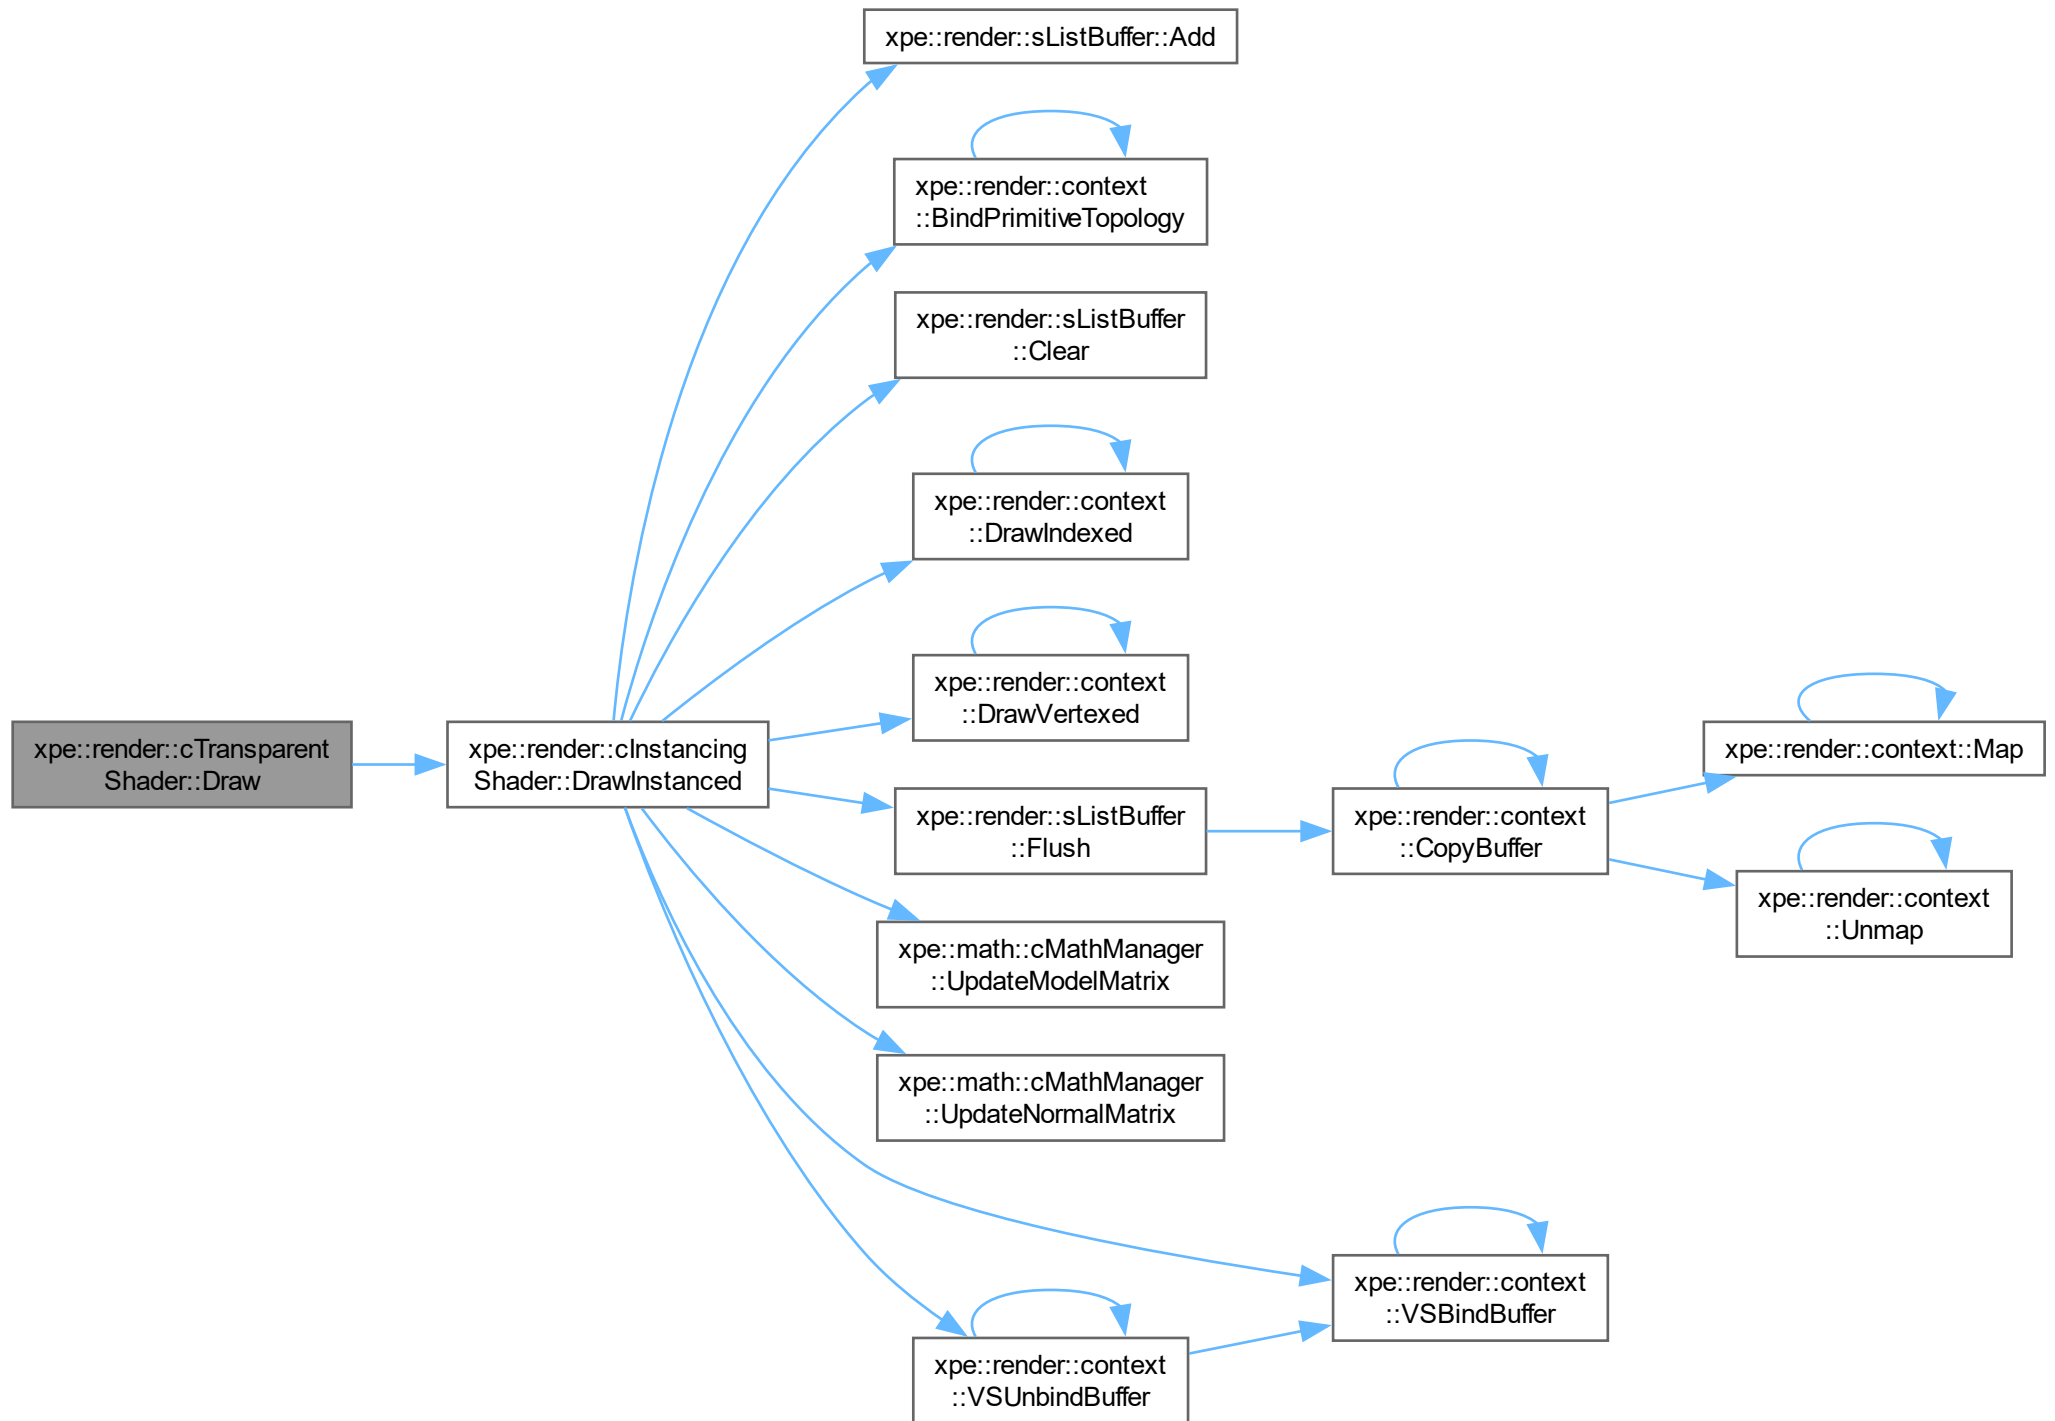 xpe::render::sListBuffer::Add
xpe::render::context
::BindPrimitiveTopology
xpe::render::sListBuffer
::Clear
xpe::render::context
::DrawIndexed
xpe::render::context
::DrawVertexed
xpe::render::cTransparent
Shader::Draw
xpe::render::cInstancing
Shader::DrawInstanced
xpe::render::sListBuffer
::Flush
xpe::render::context
::CopyBuffer
xpe::render::context::Map
xpe::render::context
::Unmap
xpe::math::cMathManager
::UpdateModelMatrix
xpe::math::cMathManager
::UpdateNormalMatrix
xpe::render::context
::VSBindBuffer
xpe::render::context
::VSUnbindBuffer